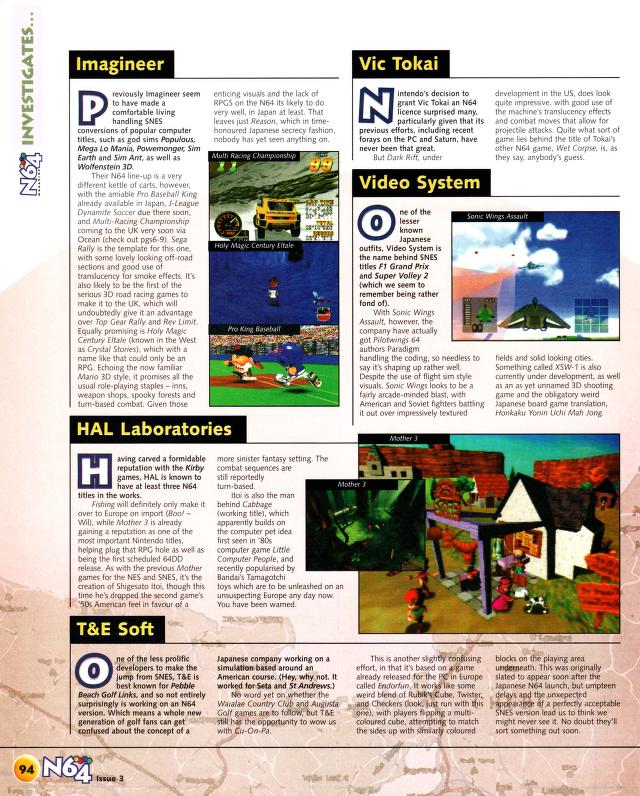 N64 INVESTIGATES...
Imagineer
Previously Imagineer seem
to have made a
comfortable living
handling SNES
conversions of popular computer
titles, such as god sims Populous,
Mega Lo Mania, Powermonger, Sim
Earth and Sim Ant, as well as
Wolfenstein 3D.
Their N64 line-up is a very
different kettle of carts, however,
with the amiable Pro Baseball King
already available in Japan, J-League
Dynamite Soccer due there soon,
and Multi-Racing Championship
coming to the UK very soon via
Ocean (check out pgs6-9). Sega
Rally is the template for this one,
with some lovely looking off-road
sections and good use of
translucency for smoke effects. It's
also likely to be the first of the
serious 3D road racing games to
make it to the UK, which will
undoubtedly give it an advantage
over Top Gear Rally and Rev Limit.
Equally promising is Holy Magic
Century Eltale (known in the West
as Crystal Stories), which with a
name like that could only be an
RPG. Echoing the now familiar
Mario 3D style, it promises all the
usual role-playing staples – inns,
weapon shops, spooky forests and
turn-based combat. Given those
enticing visuals and the lack of
RPGS on the N64 its likely to do
very well, in Japan at least. That
leaves just Reason, which in time-
honoured Japanese secrecy fashion,
nobody has yet seen anything on.
Multi Racing Championship
Holy Magic Century Eltale
Pro King Baseball
Vic Tokai
Nintendo's decision to
grant Vic Tokai an N64
licence surprised many,
particularly given that its
previous efforts, including recent
forays on the PC and Saturn, have
never been that great.
But Dark Rift, under
development in the US, does look
quite impressive, with good use of
the machine's translucency effects
and combat moves that allow for
projectile attacks. Quite what sort of
game lies behind the title of Tokai's
other N64 game, Wet Corpse, is, as
they say, anybody's guess.
Video System
One of the
lesser
known
Japanese
outfits, Video System is
the name behind SNES
titles F1 Grand Prix
and Super Volley 2
(which we seem to
remember being rather
fond of).
With Sonic Wings
Assault, however, the
company have actually
got Pilotwings 64
authors Paradigm
handling the coding, so needless to
say it's shaping up rather well.
Despite the use of flight sim style
visuals, Sonic Wings looks to be a
fairly arcade-minded blast, with
American and Soviet fighters battling
it out over impressively textured
Sonic Wings Assault
fields and solid looking cities.
Something called XSW-1 is also
currently under development, as well
as an as yet unnamed 3D shooting
game and the obligatory weird
Japanese board game translation,
Honkaku Yonin Uchi Mah Jong.
HAL Laboratories
Having carved a formidable
reputation with the Kirby
games, HAL is known to
have at least three N64
titles in the works.
Fishing will definitely only make it
over to Europe on import (Boo! –
Wil), while Mother 3 is already
gaining a reputation as one of the
most important Nintendo titles,
helping plug that RPG hole as well as
being the first scheduled 64DD
release. As with the previous Mother
games for the NES and SNES, it's the
creation of Shigesato Itoi, though this
time he's dropped the second game's
'50s American feel in favour of a
more sinister fantasy setting. The
combat sequences are
still reportedly
turn-based.
Itoi is also the man
behind Cabbage
(working title), which
apparently builds on
the computer pet idea
first seen in '80s
computer game Little
Computer People, and
recently popularised by
Bandai's Tamagotchi
toys which are to be unleashed on an
unsuspecting Europe any day now.
You have been warned.
Mother 3
Mother 3
T&E Soft
One of the less prolific
developers to make the
jump from SNES, T&E is
best known for Pebble
Beach Golf Links, and so not entirely
surprisingly is working on an N64
version. Which means a whole new
generation of golf fans can get
confused about the concept of a
Japanese company working on a
simulation based around an
American course. (Hey, why not. It
worked for Seta and St Andrews.)
No word yet on whether the
Waialae Country Club and Augusta
Golf games are to follow, but T&E
still has the opportunity to wow us
with Cu-On-Pa.
This is another slightly confusing
effort, in that it's based on a game
already released for the PC in Europe
called Endorfun. It works like some
weird blend of Rubik's Cube, Twister,
and Checkers (look, just run with this
one), with players flipping a multi-
coloured cube, attempting to match
the sides up with similarly coloured
blocks on the playing area
underneath. This was originally
slated to appear soon after the
Japanese N64 launch, but umpteen
delays and the unexpected
appearance of a perfectly acceptable
SNES version lead us to think we
might never see it. No doubt they'll
sort something out soon.
94 N64 Issue 3